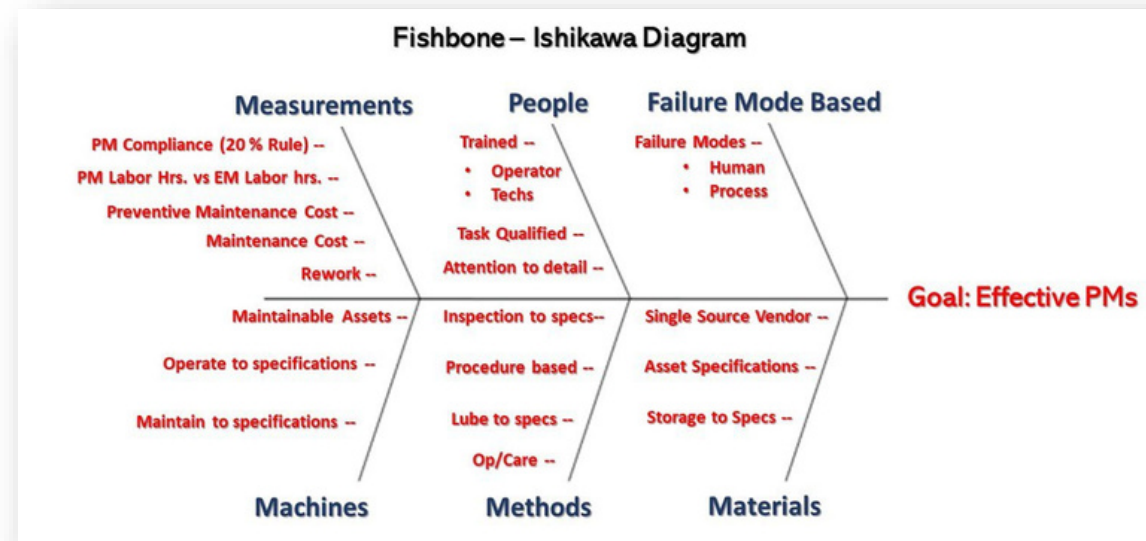 Fishbone – Ishikawa Diagram
Measurements
PM Compliance (20 % Rule) --
PM Labor Hrs. vs EM Labor hrs. --
Preventive Maintenance Cost --
Maintenance Cost --
Rework --
People
Trained --
• Operator
• Techs
Task Qualified --
Attention to detail --
Failure Mode Based
Failure Modes --
• Human
• Process
Goal: Effective PMs
Maintainable Assets --
Operate to specifications --
Maintain to specifications --
Machines
Inspection to specs--
Procedure based --
Lube to specs --
Op/Care --
Methods
Single Source Vendor --
Asset Specifications --
Storage to Specs --
Materials